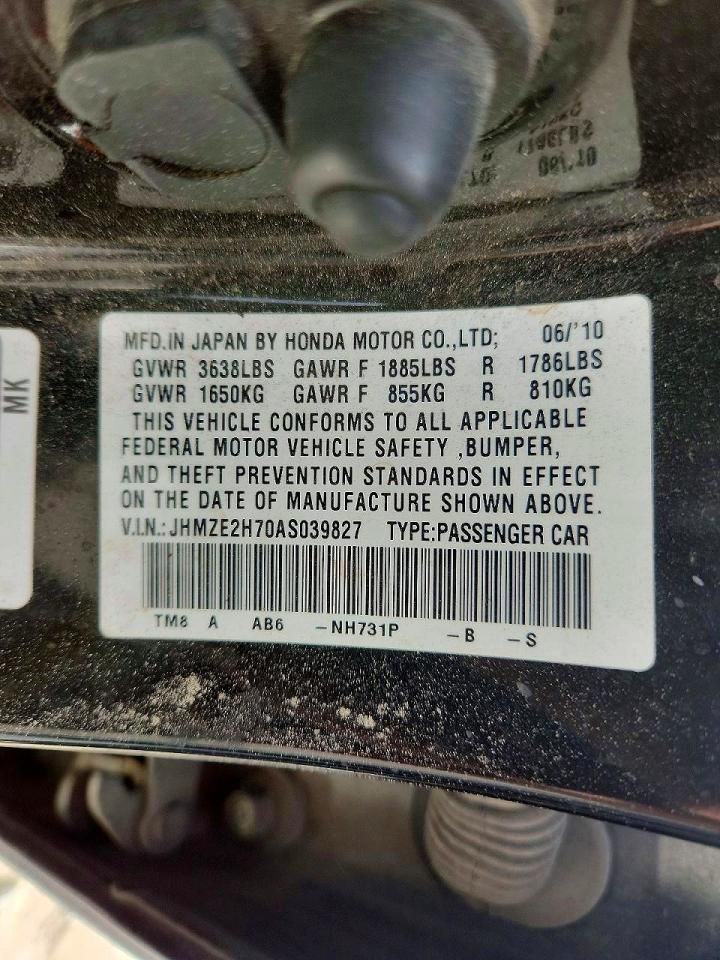 MFD.IN JAPAN BY HONDA MOTOR CO.,LTD; 06/'10
GVWR 3638LBS GAWR F 1885LBS R 1786LBS
GVWR 1650KG GAWR F 855KG R 810KG
THIS VEHICLE CONFORMS TO ALL APPLICABLE
FEDERAL MOTOR VEHICLE SAFETY ,BUMPER,
AND THEFT PREVENTION STANDARDS IN EFFECT
ON THE DATE OF MANUFACTURE SHOWN ABOVE.
V.I.N.:JHMZE2H70AS039827 TYPE:PASSENGER CAR
TM8 A AB6 -NH731P -B -S
MK